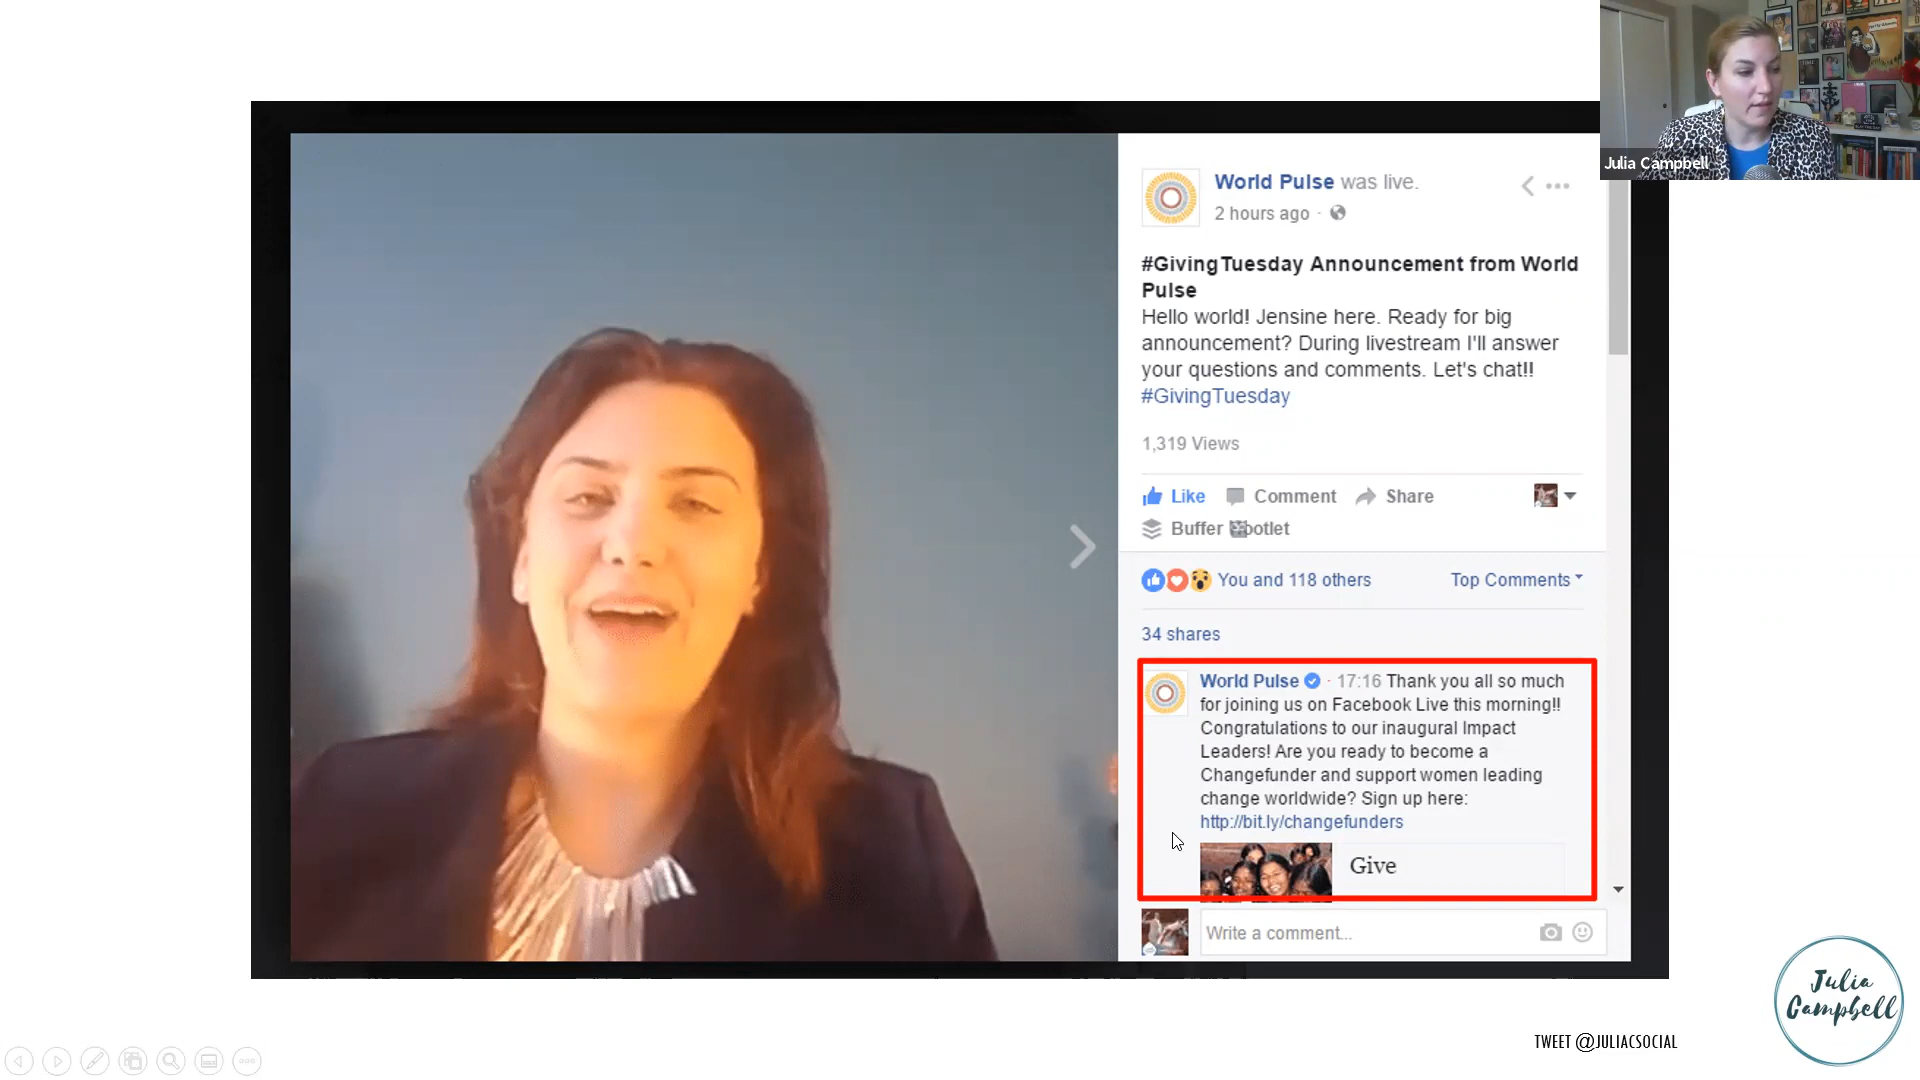 Julia Campbell
World Pulse was live.
2 hours ago
#GivingTuesday Announcement from World
Pulse
Hello world! Jensine here. Ready for big
announcement? During livestream I'll answer
your questions and comments. Let's chat!!
#GivingTuesday
1,319 Views
Like Comment Share
Buffer
You and 118 others Top Comments
34 shares
World Pulse · 17:16 Thank you all so much
for joining us on Facebook Live this morning!!
Congratulations to our inaugural Impact
Leaders! Are you ready to become a
Changefunder and support women leading
change worldwide? Sign up here:
http://bit.ly/changefunders
Give
Write a comment...
Julia
Campbell
TWEET @JULIACSOCIAL